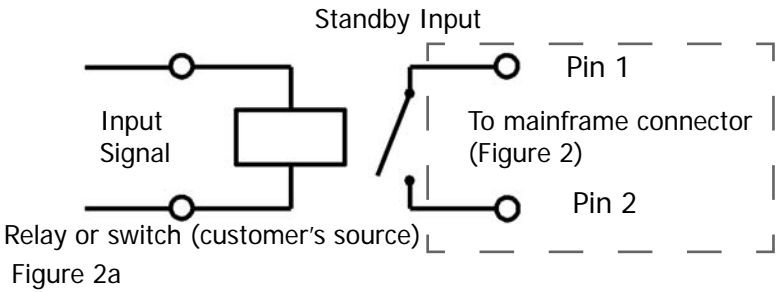 Standby Input
Pin 1
Input
Signal
To mainframe connector
(Figure 2)
Pin 2
Relay or switch (customer's source)
Figure 2a